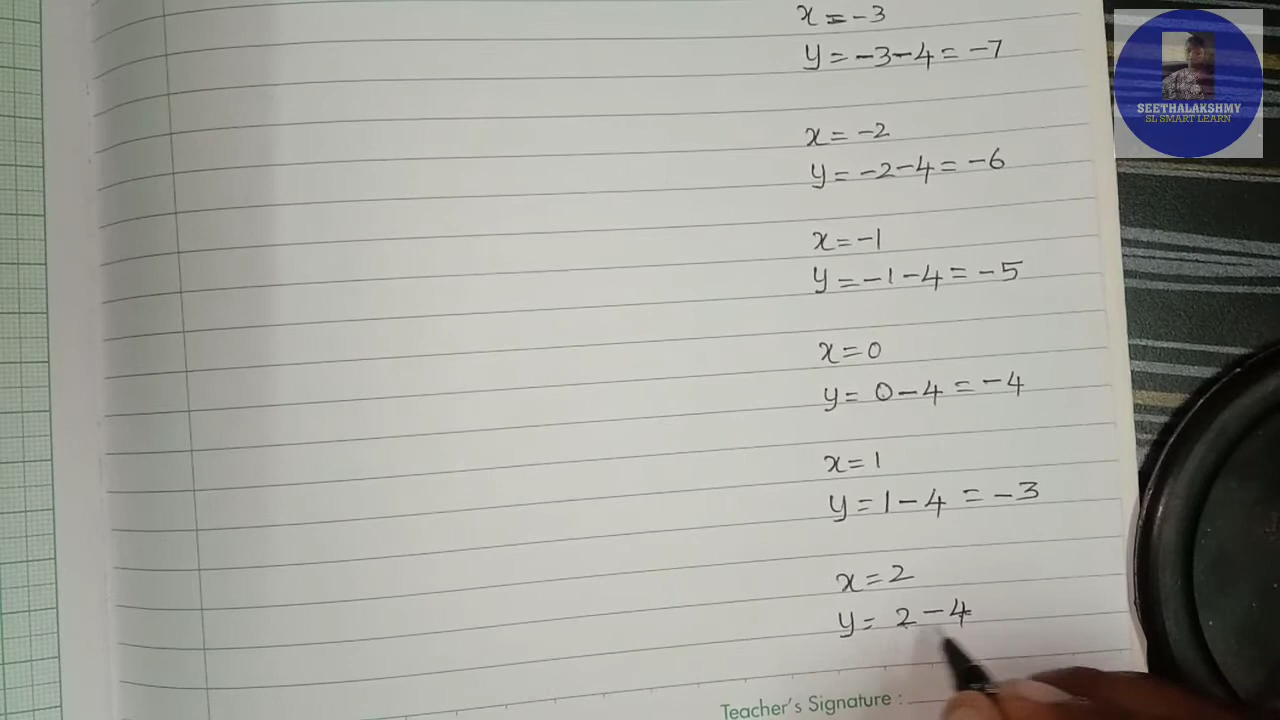 x = -3
y = -3-4 = -7
x = -2
y = -2-4 = -6
x = -1
y = -1-4 = -5
x = 0
y = 0-4 = -4
x = 1
y = 1-4 = -3
x = 2
y = 2-4
Teacher's Signature :
SEETHALAKSHMY
SL SMART LEARN